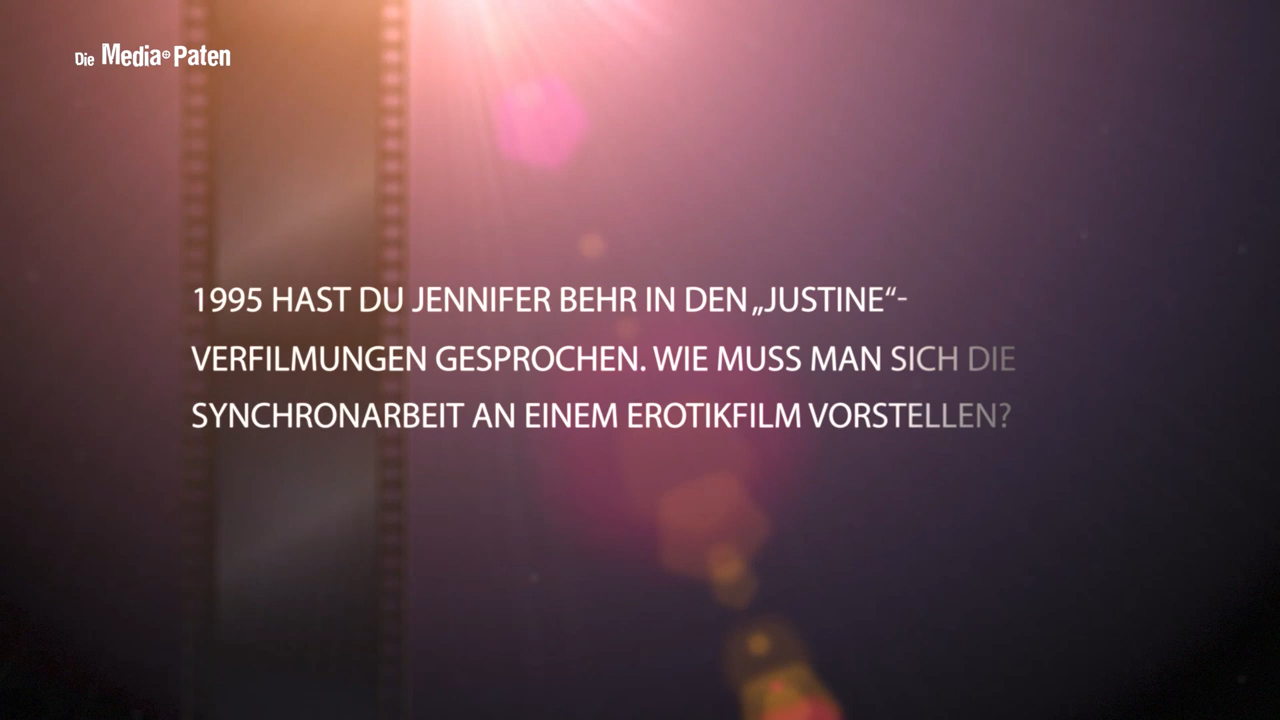 Die Media Paten
1995 HAST DU JENNIFER BEHR IN DEN „JUSTINE“-
VERFILMUNGEN GESPROCHEN. WIE MUSS MAN SICH DIE
SYNCHRONARBEIT AN EINEM EROTIKFILM VORSTELLEN?